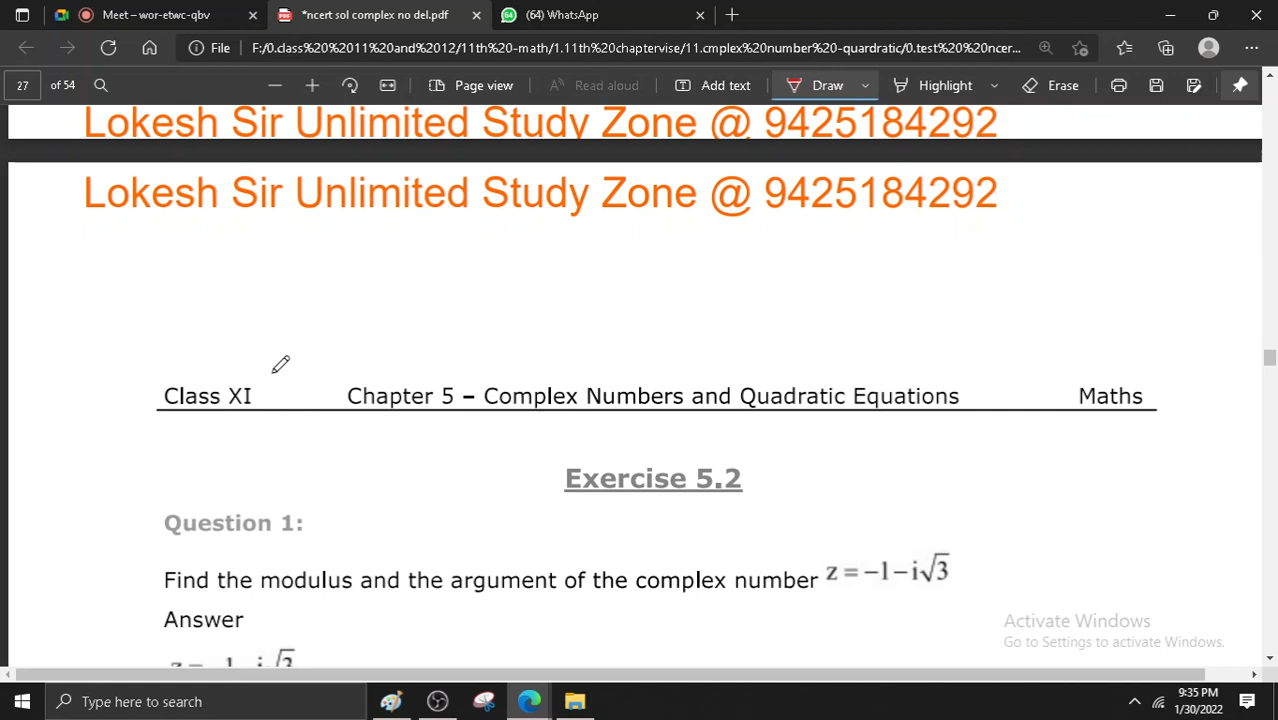 Meet – wor-etwc-qbv
*ncert sol complex no del.pdf
(64) WhatsApp
File
F:/0.class%20%2011%20and%2012/11th%20-math/1.11th%20chaptervise/11.cmplex%20number%20-quardratic/0.test%20%20ncer...
27 of 54
Page view
Read aloud
Add text
Draw
Highlight
Erase
Lokesh Sir Unlimited Study Zone @ 9425184292
Lokesh Sir Unlimited Study Zone @ 9425184292
Class XI Chapter 5 – Complex Numbers and Quadratic Equations Maths
Exercise 5.2
Question 1:
Find the modulus and the argument of the complex number z = −1 − i√3
Answer
z = −1 − i√3
Activate Windows
Go to Settings to activate Windows.
Type here to search
9:35 PM
1/30/2022